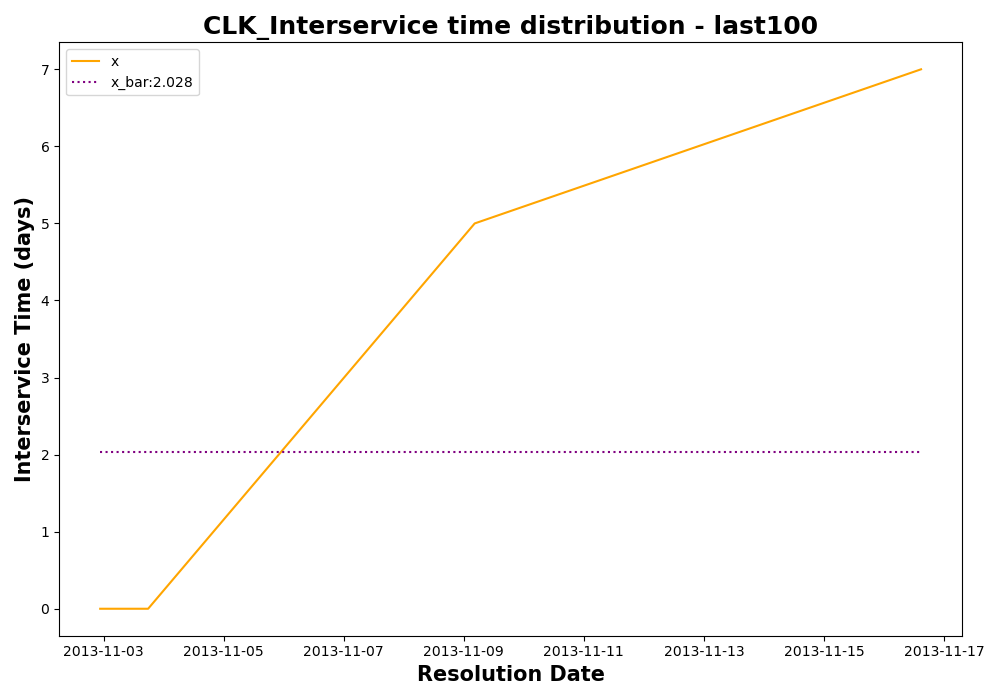 CLK_Interservice time distribution - last100
x
x_bar:2.028
Interservice Time (days)
7
6
5
4
3
2
1
0
2013-11-03 2013-11-05 2013-11-07 2013-11-09 2013-11-11 2013-11-13 2013-11-15 2013-11-17
Resolution Date